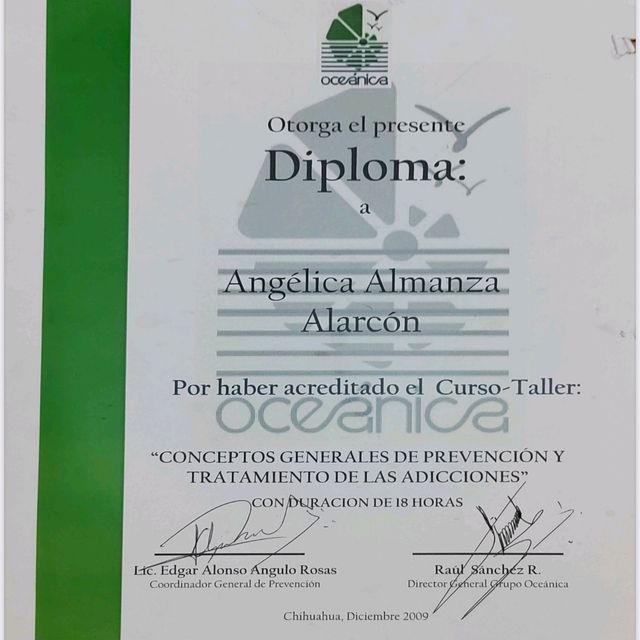 oceánica
Otorga el presente
Diploma:
a
Angélica Almanza
Alarcón
Por haber acreditado el Curso-Taller:
oceánica
“CONCEPTOS GENERALES DE PREVENCIÓN Y
TRATAMIENTO DE LAS ADICCIONES”
CON DURACION DE 18 HORAS
Lic. Edgar Alonso Angulo Rosas
Coordinador General de Prevención
Raúl Sánchez R.
Director General Grupo Oceánica
Chihuahua, Diciembre 2009